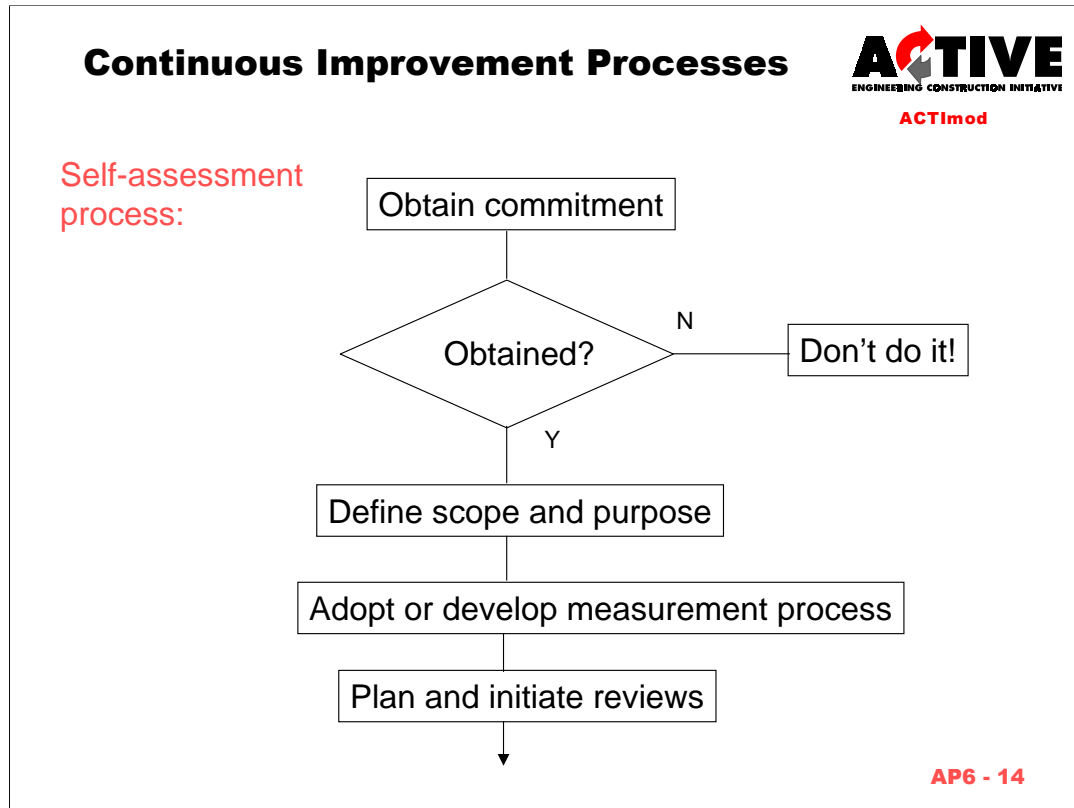 Continuous Improvement Processes
ACTIVE
ENGINEERING CONSTRUCTION INITIATIVE
ACTImod
Self-assessment
process:
Obtain commitment
Obtained?
N
Don't do it!
Y
Define scope and purpose
Adopt or develop measurement process
Plan and initiate reviews
AP6 - 14